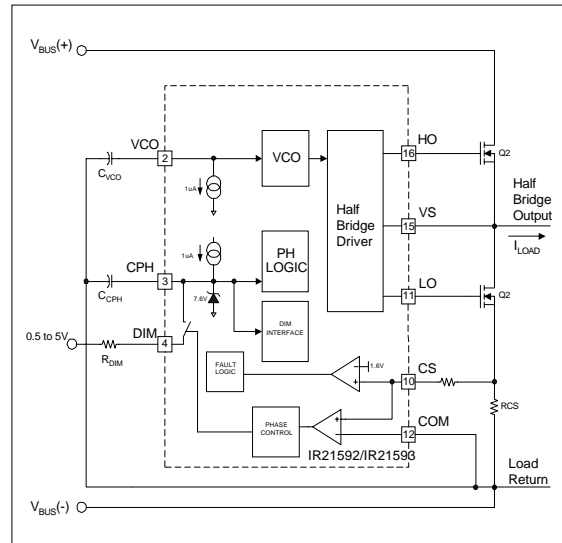 VBUS(+)
VCO
CVCO
2
1uA
VCO
Half
Bridge
Driver
16
HO
Q2
VS
15
Half
Bridge
Output
ILOAD
CPH
CCPH
3
1uA
7.6V
PH
LOGIC
DIM
INTERFACE
11
LO
Q2
0.5 to 5V
RDIM
DIM
4
FAULT
LOGIC
1.6V
+
10
CS
RCS
PHASE
CONTROL
+
12
COM
IR21592/IR21593
Load
Return
VBUS(-)